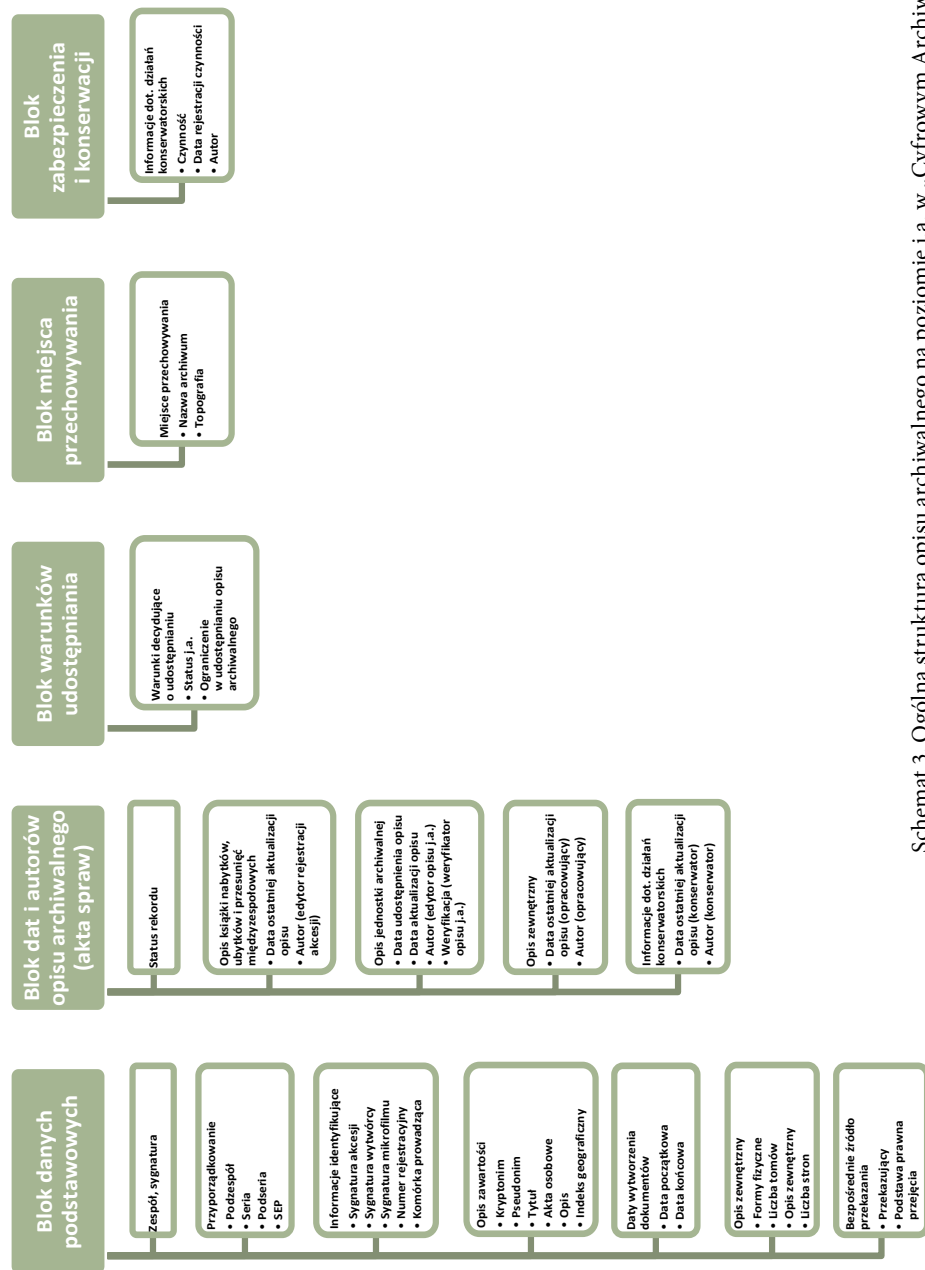 Blok danych
podstawowych
Zespół, sygnatura
Przyporządkowanie
• Podzespół
• Seria
• Podseria
• SEP
Informacje identyfikujące
• Sygnatura akcesji
• Sygnatura wytwórcy
• Sygnatura mikrofilmu
• Numer rejestracyjny
• Komórka prowadząca
Opis zawartości
• Kryptonim
• Pseudonim
• Tytuł
• Akta osobowe
• Opis
• Indeks geograficzny
Daty wytworzenia
dokumentów
• Data początkowa
• Data końcowa
Opis zewnętrzny
• Formy fizyczne
• Liczba tomów
• Opis zewnętrzny
• Liczba stron
Bezpośrednie źródło
przekazania
• Przekazujący
• Podstawa prawna
przejęcia
Blok dat i autorów
opisu archiwalnego
(akta spraw)
Status rekordu
Opis książki nabytków,
ubytków i przesunięć
międzyzespołowych
• Data ostatniej aktualizacji
opisu
• Autor (edytor rejestracji
akcesji)
Opis jednostki archiwalnej
• Data udostępnienia opisu
• Data aktualizacji opisu
• Autor (edytor opisu j.a.)
• Weryfikacja (weryfikator
opisu j.a.)
Opis zewnętrzny
• Data ostatniej aktualizacji
opisu (opracowujący)
• Autor (opracowujący)
Informacje dot. działań
konserwatorskich
• Data ostatniej aktualizacji
opisu (konserwator)
• Autor (konserwator)
Blok warunków
udostępniania
Warunki decydujące
o udostępnianiu
• Status j.a.
• Ograniczenie
w udostępnianiu opisu
archiwalnego
Blok miejsca
przechowywania
Miejsce przechowywania
• Nazwa archiwum
• Topografia
Blok
zabezpieczenia
i konserwacji
Informacje dot. działań
konserwatorskich
• Czynność
• Data rejestracji czynności
• Autor
Schemat 3. Ogólna struktura opisu archiwalnego na poziomie j.a. w „Cyfrowym Archiw